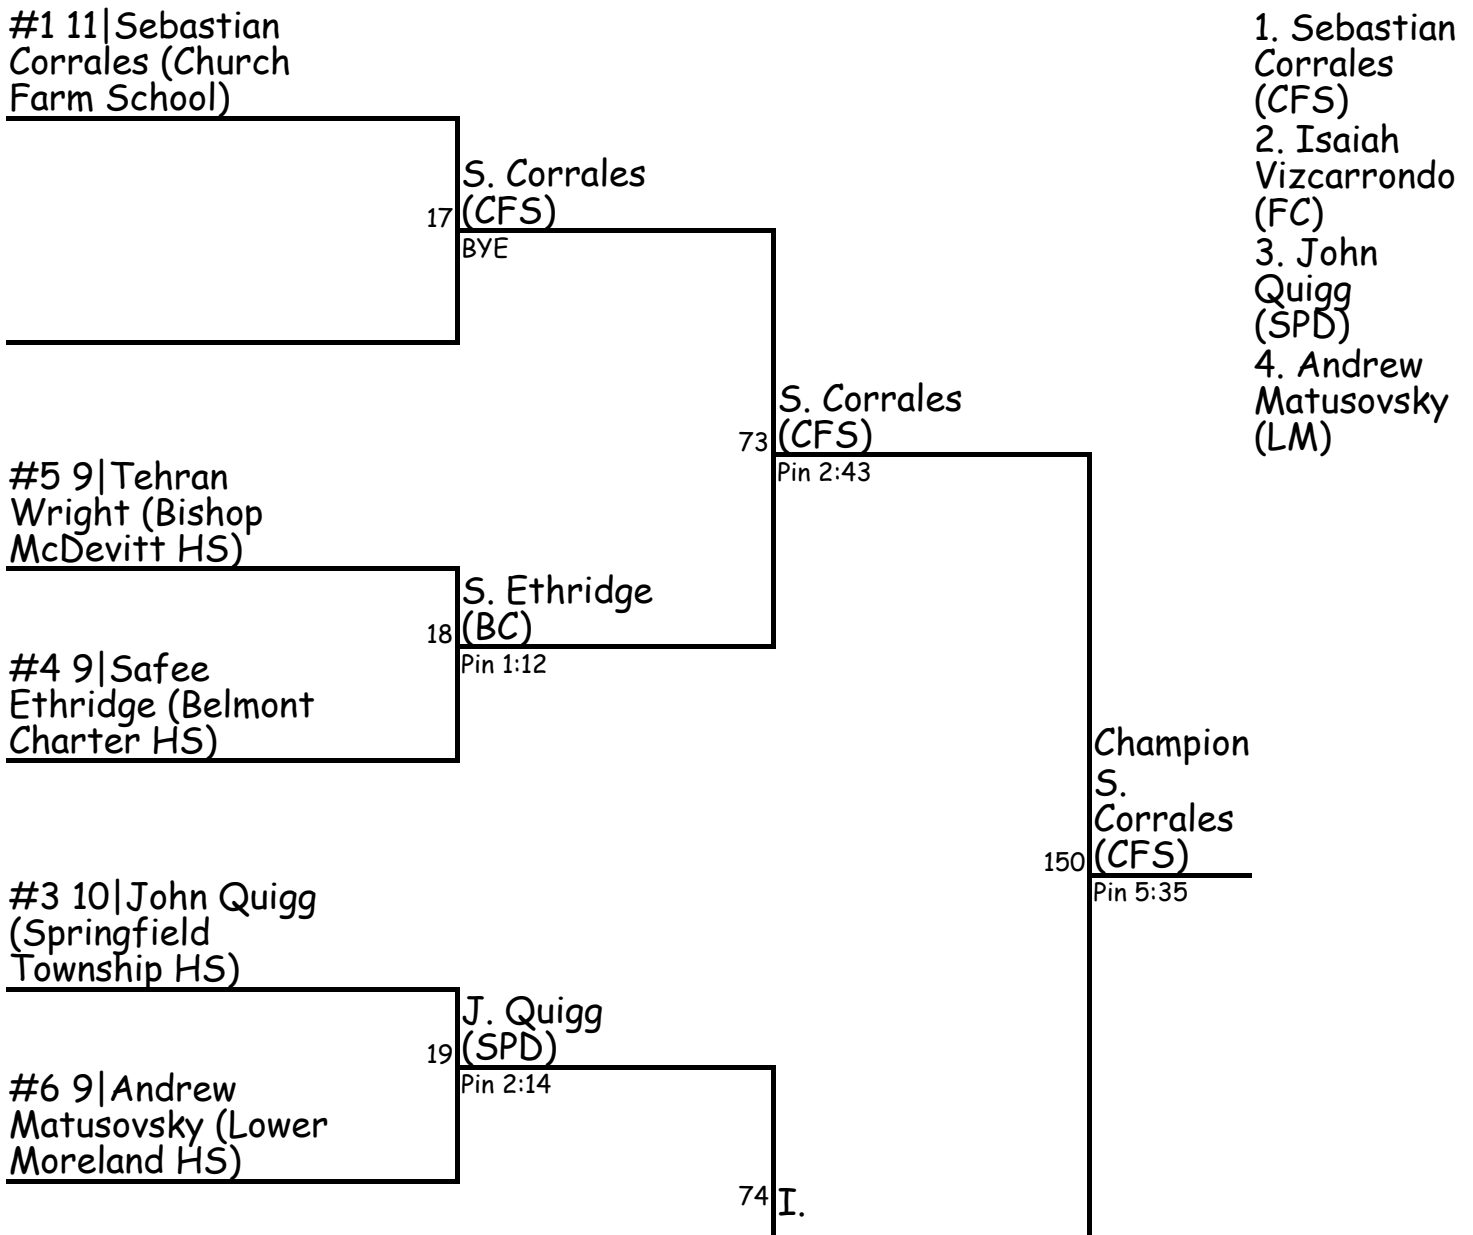 #1 11|Sebastian
Corrales (Church
Farm School)
17
S. Corrales
(CFS)
BYE
#5 9|Tehran
Wright (Bishop
McDevitt HS)
18
S. Ethridge
(BC)
Pin 1:12
#4 9|Safee
Ethridge (Belmont
Charter HS)
73
S. Corrales
(CFS)
Pin 2:43
#3 10|John Quigg
(Springfield
Township HS)
19
J. Quigg
(SPD)
Pin 2:14
#6 9|Andrew
Matusovsky (Lower
Moreland HS)
74
I.
150
Champion
S.
Corrales
(CFS)
Pin 5:35
1. Sebastian
Corrales
(CFS)
2. Isaiah
Vizcarrondo
(FC)
3. John
Quigg
(SPD)
4. Andrew
Matusovsky
(LM)